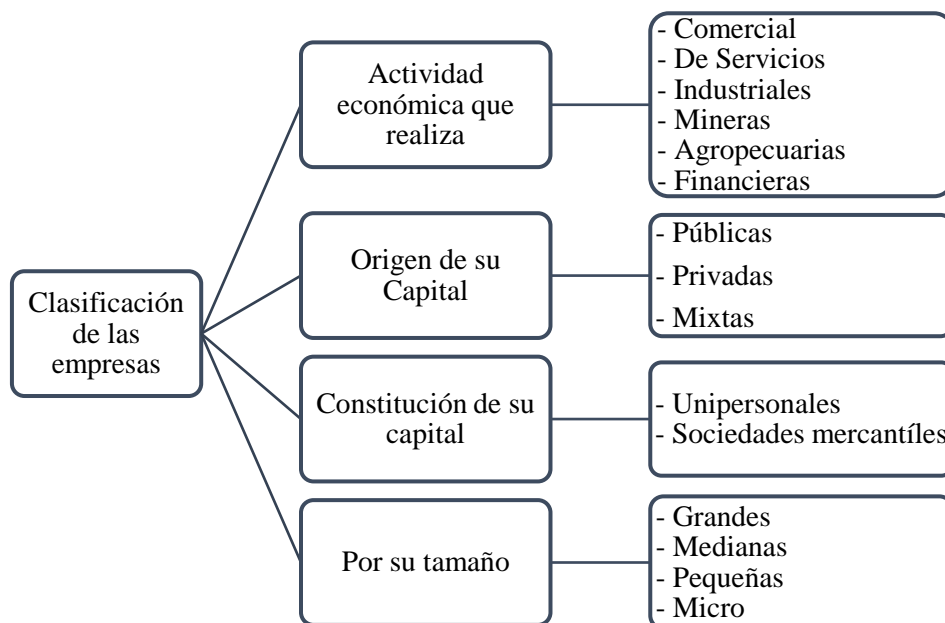 Clasificación
de las
empresas
Actividad
económica que
realiza
- Comercial
- De Servicios
- Industriales
- Mineras
- Agropecuarias
- Financieras
Origen de su
Capital
- Públicas
- Privadas
- Mixtas
Constitución de su
capital
- Unipersonales
- Sociedades mercantíles
Por su tamaño
- Grandes
- Medianas
- Pequeñas
- Micro